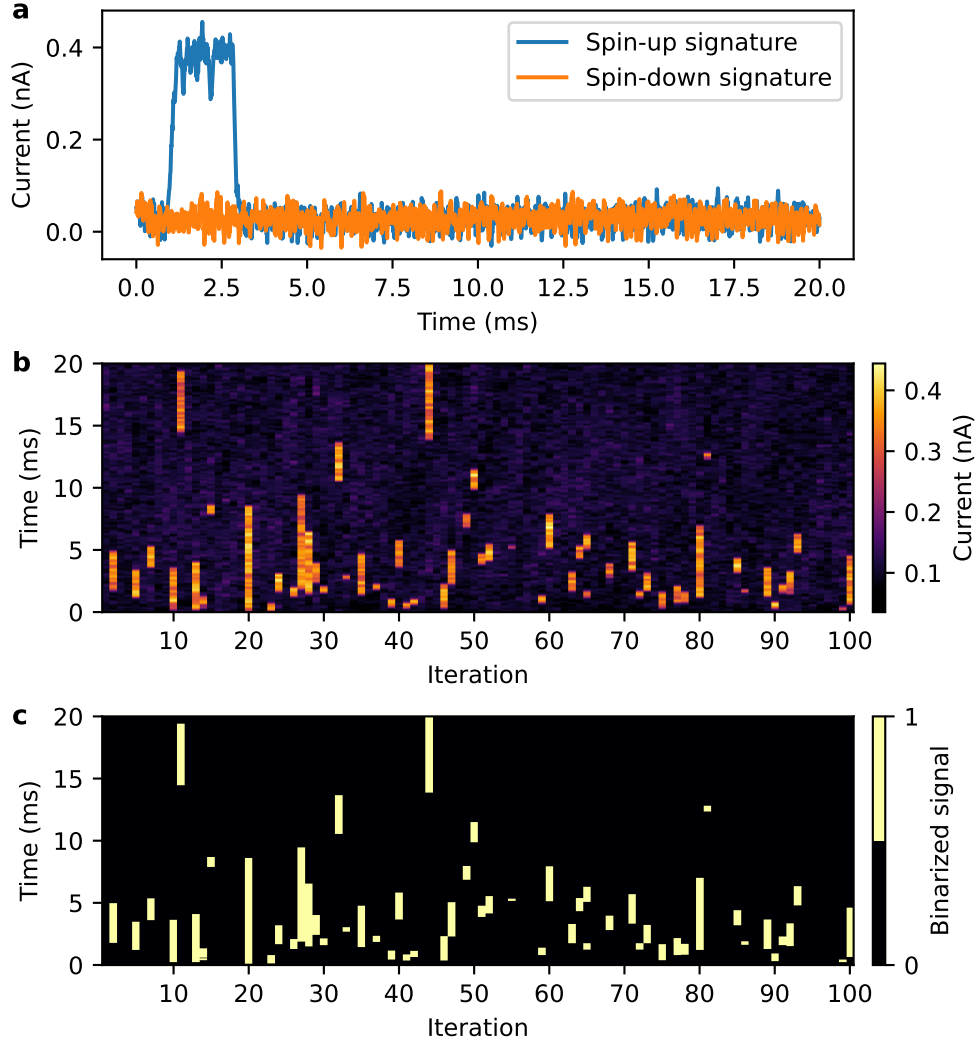 a
Current (nA)
0.4
0.2
0.0
Spin-up signature
Spin-down signature
0.0 2.5 5.0 7.5 10.0 12.5 15.0 17.5 20.0
Time (ms)
b
Time (ms)
20
15
10
5
0
10 20 30 40 50 60 70 80 90 100
Iteration
0.4
0.3
0.2
0.1
Current (nA)
c
Time (ms)
20
15
10
5
0
10 20 30 40 50 60 70 80 90 100
Iteration
1
0
Binarized signal